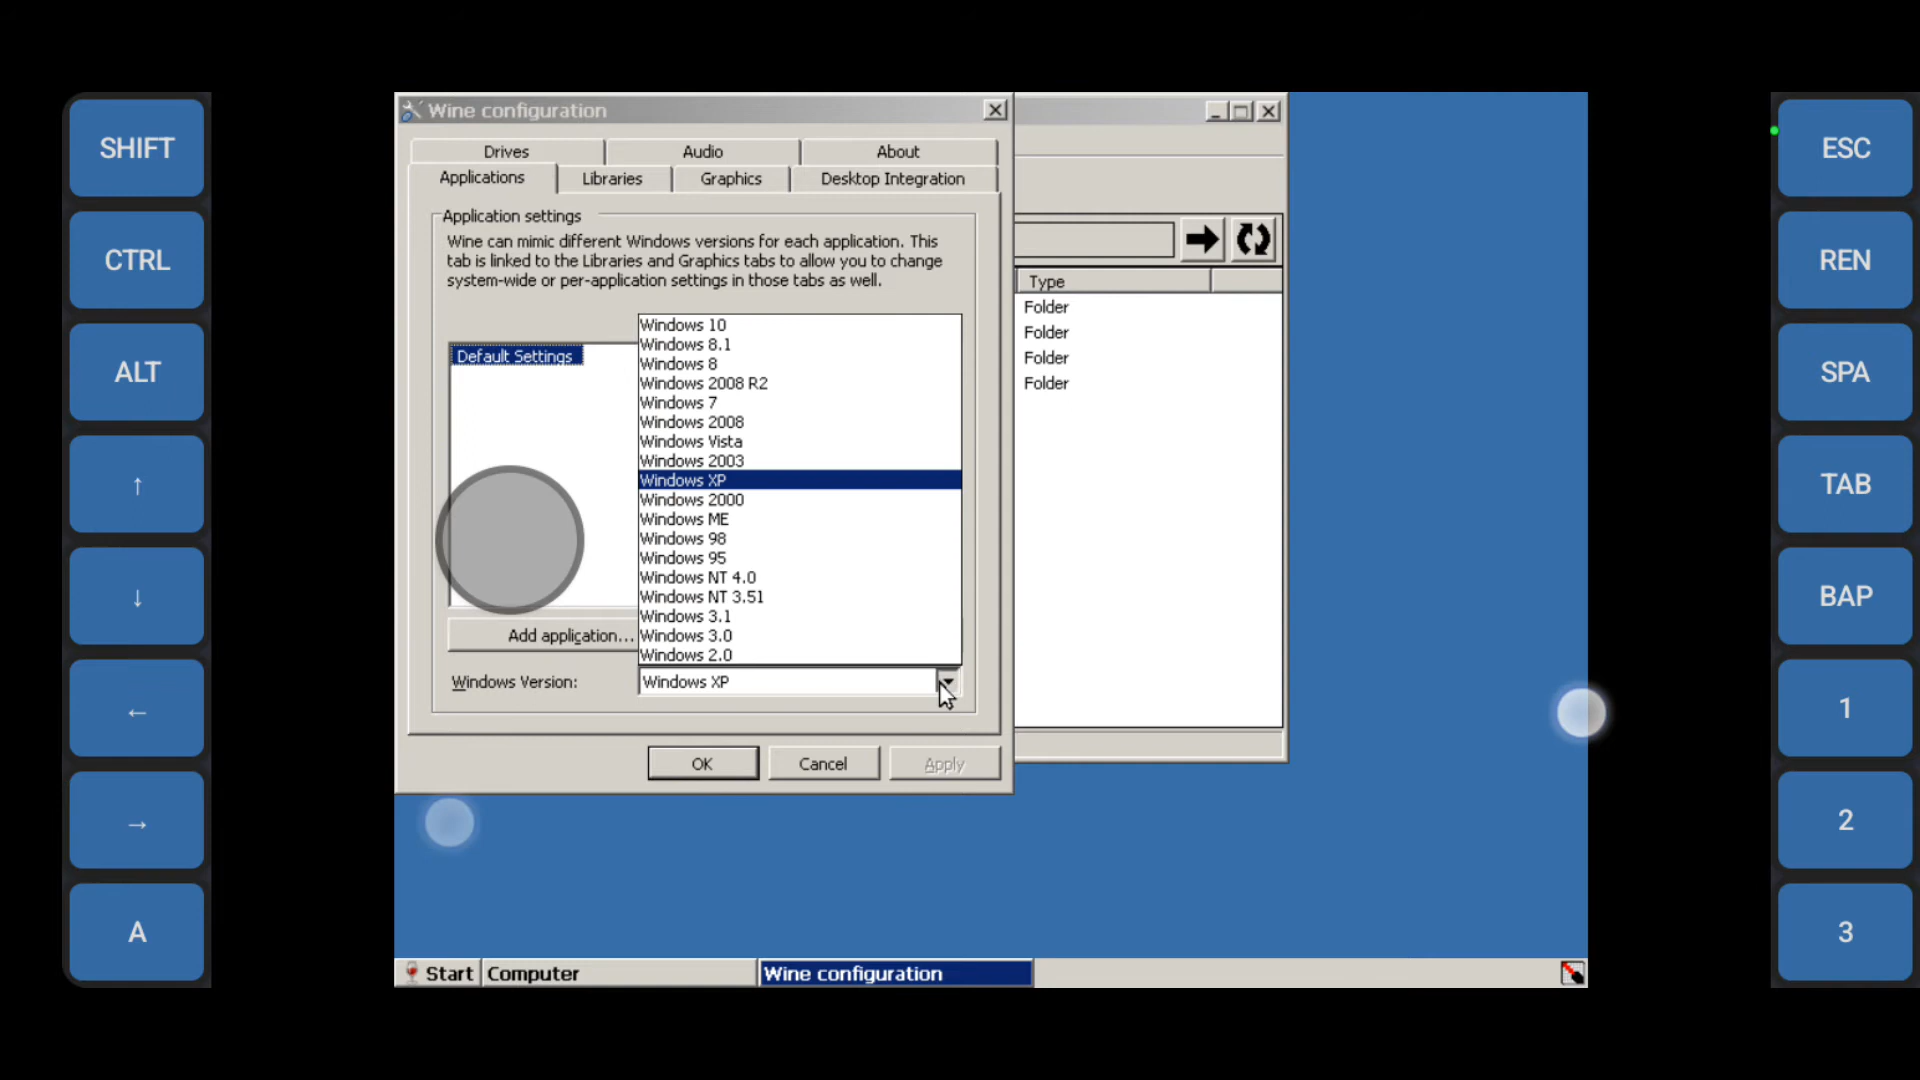 SHIFT
CTRL
ALT
↑
↓
←
→
A
Wine configuration
Drives
Audio
About
Applications
Libraries
Graphics
Desktop Integration
Application settings
Wine can mimic different Windows versions for each application. This
tab is linked to the Libraries and Graphics tabs to allow you to change
system-wide or per-application settings in those tabs as well.
Default Settings
Windows 10
Windows 8.1
Windows 8
Windows 2008 R2
Windows 7
Windows 2008
Windows Vista
Windows 2003
Windows XP
Windows 2000
Windows ME
Windows 98
Windows 95
Windows NT 4.0
Windows NT 3.51
Windows 3.1
Windows 3.0
Windows 2.0
Add application...
Windows Version:
Windows XP
OK
Cancel
Apply
Type
Folder
Folder
Folder
Folder
Start
Computer
Wine configuration
ESC
REN
SPA
TAB
BAP
1
2
3